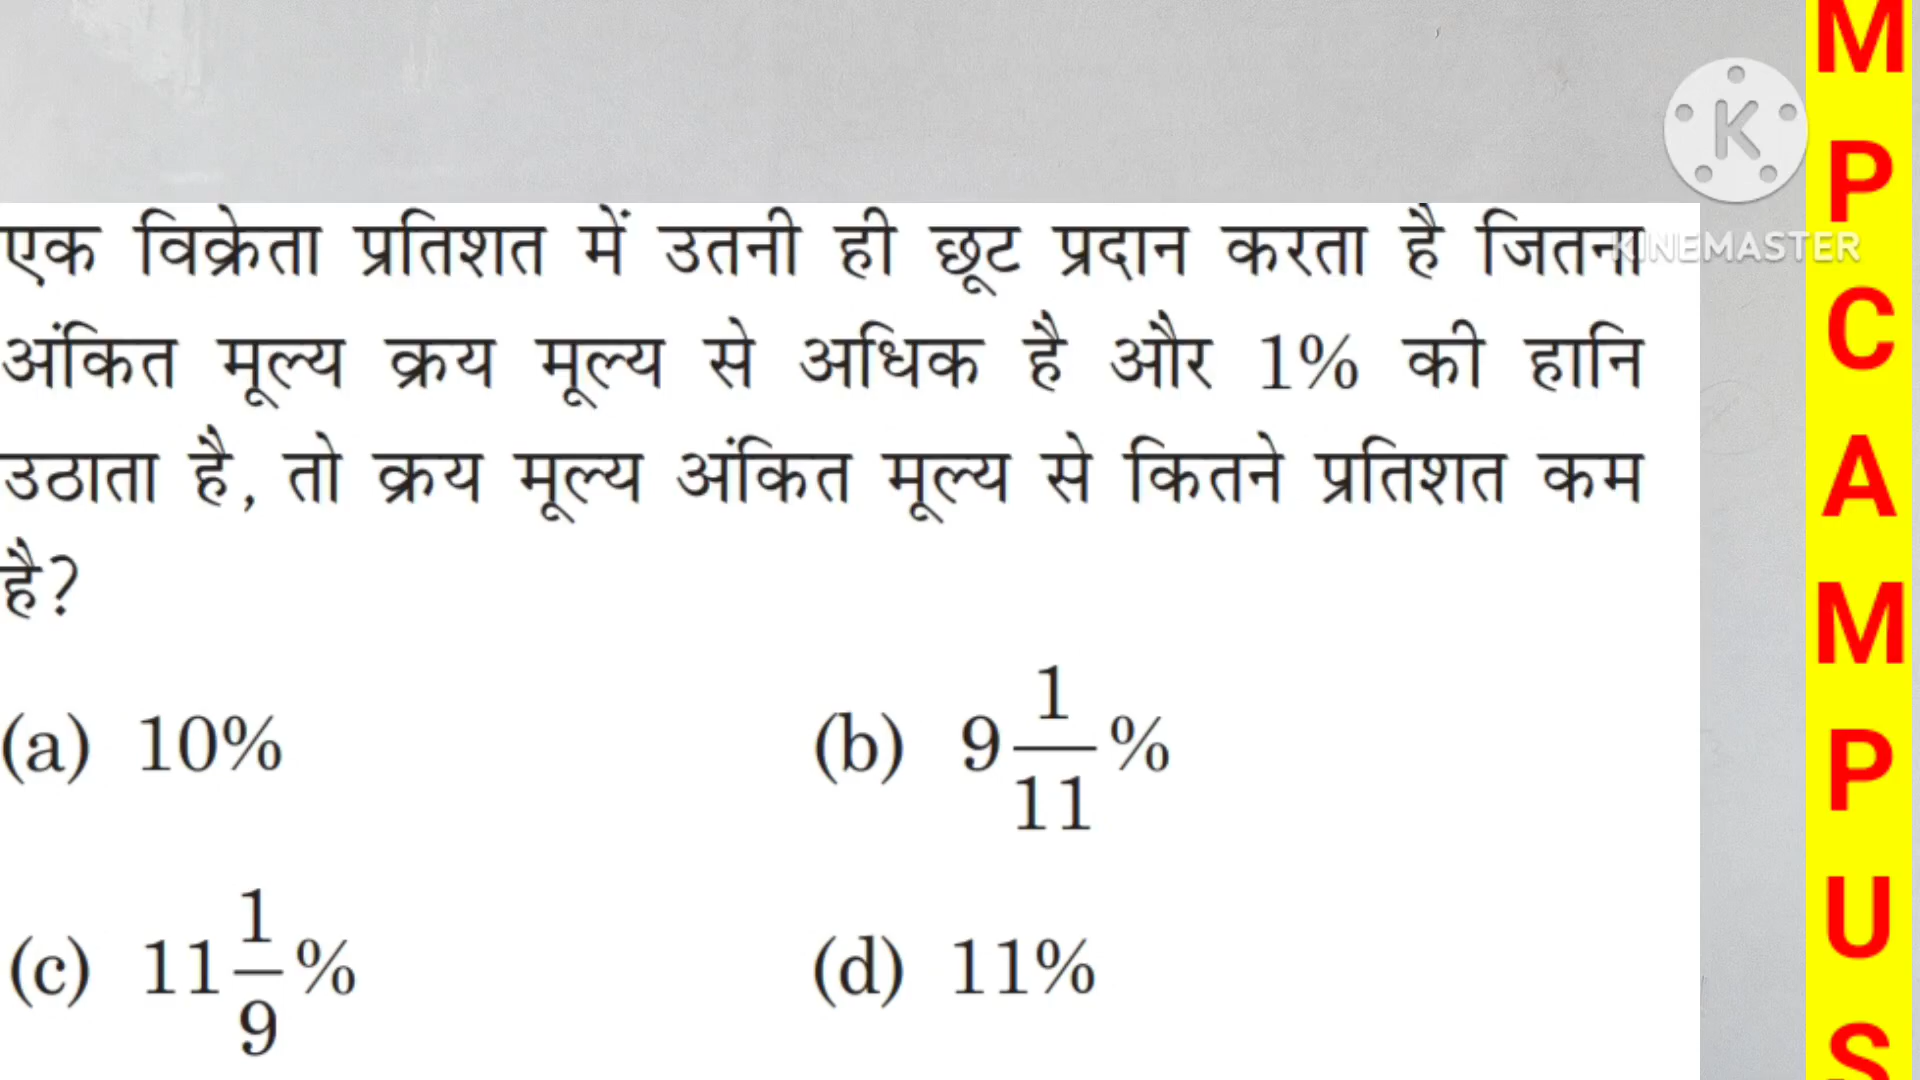 एक विक्रेता प्रतिशत में उतनी ही छूट प्रदान करता है जितना
अंकित मूल्य क्रय मूल्य से अधिक है और 1% की हानि
उठाता है, तो क्रय मूल्य अंकित मूल्य से कितने प्रतिशत कम
है?
(a) 10% (b) 9 1/11 %
(c) 11 1/9 % (d) 11%
K
KINEMASTER
M
P
C
A
M
P
U
S